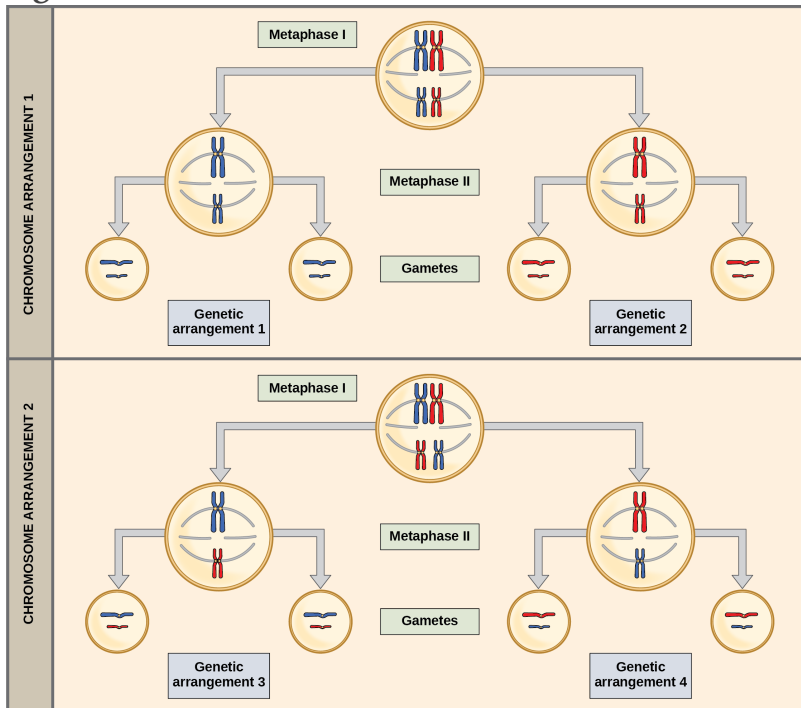 CHROMOSOME ARRANGEMENT 1
Metaphase I
Metaphase II
Gametes
Genetic
arrangement 1
Genetic
arrangement 2
CHROMOSOME ARRANGEMENT 2
Metaphase I
Metaphase II
Gametes
Genetic
arrangement 3
Genetic
arrangement 4